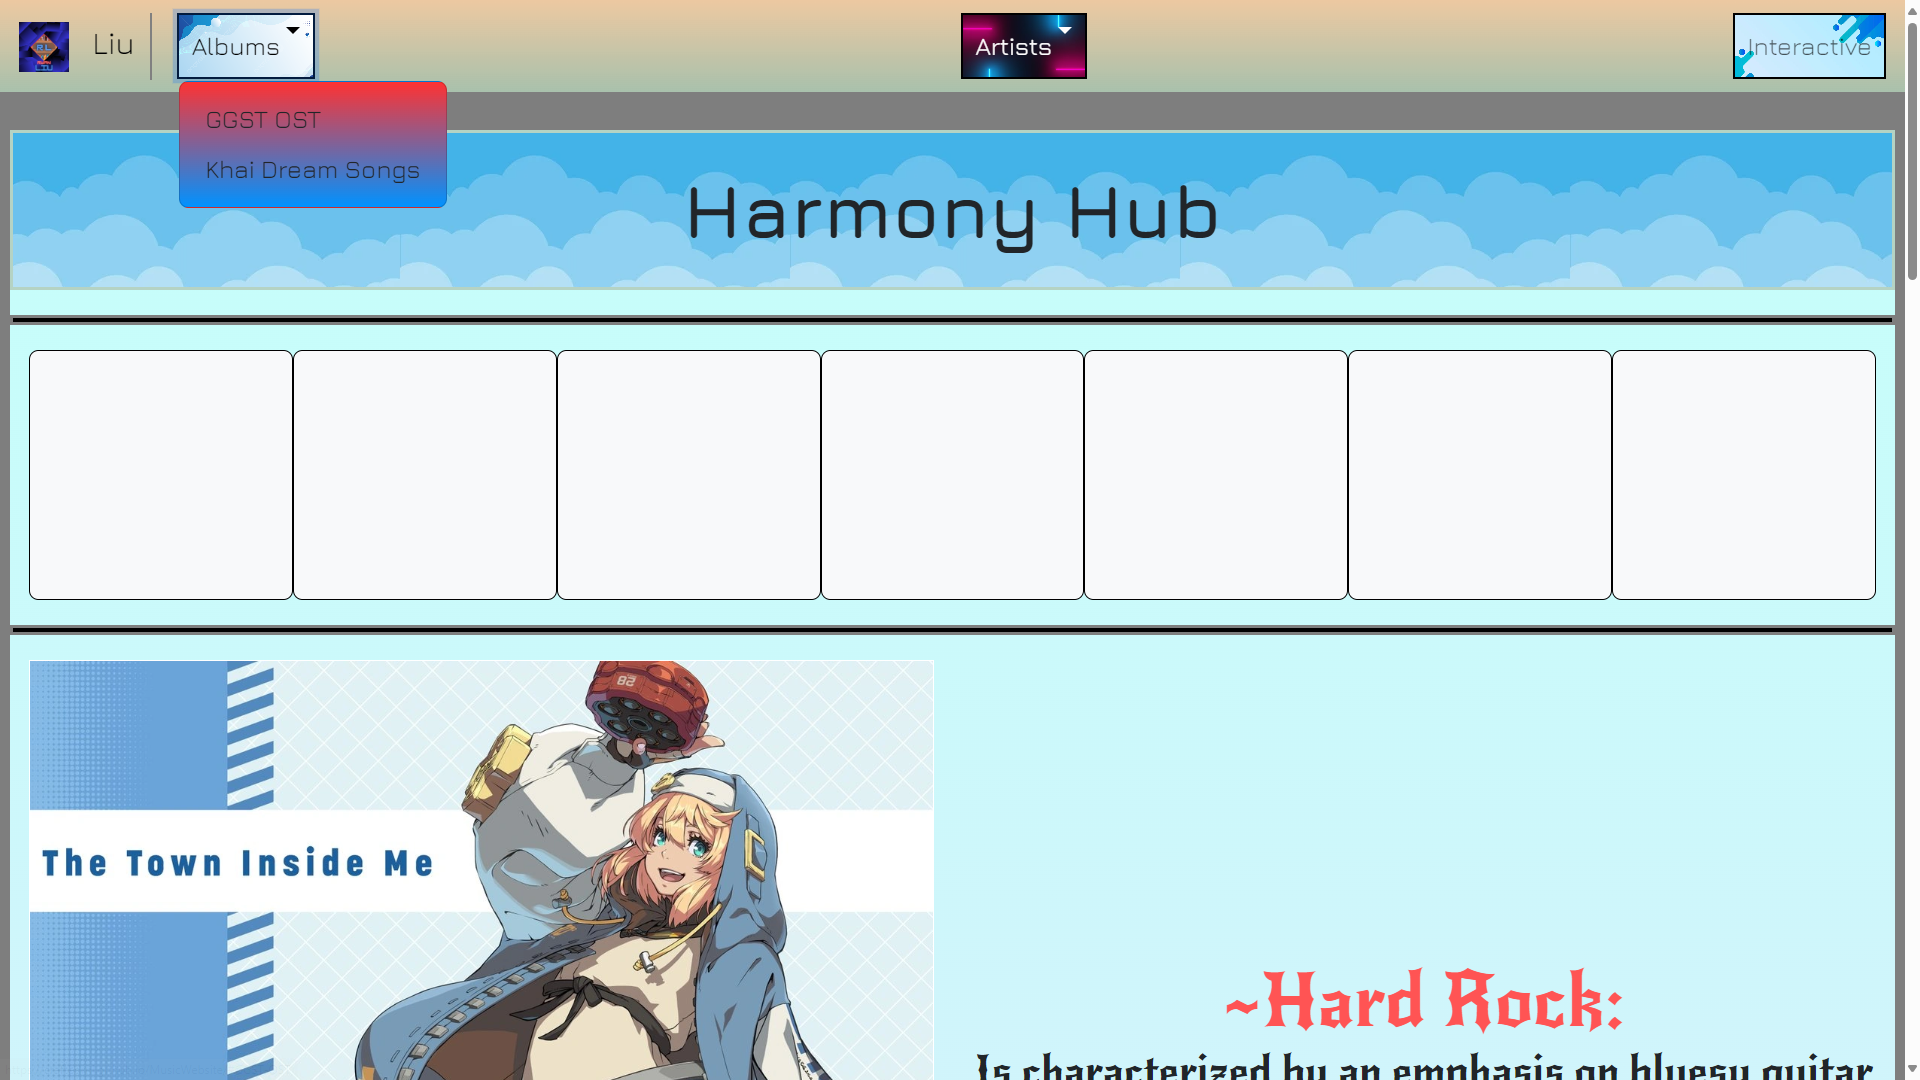 Liu
Albums
Artists
Interactive
GGST OST
Khai Dream Songs
Harmony Hub
82
The Town Inside Me
~Hard Rock:
Is characterized by an emphasis on bluesy guitar